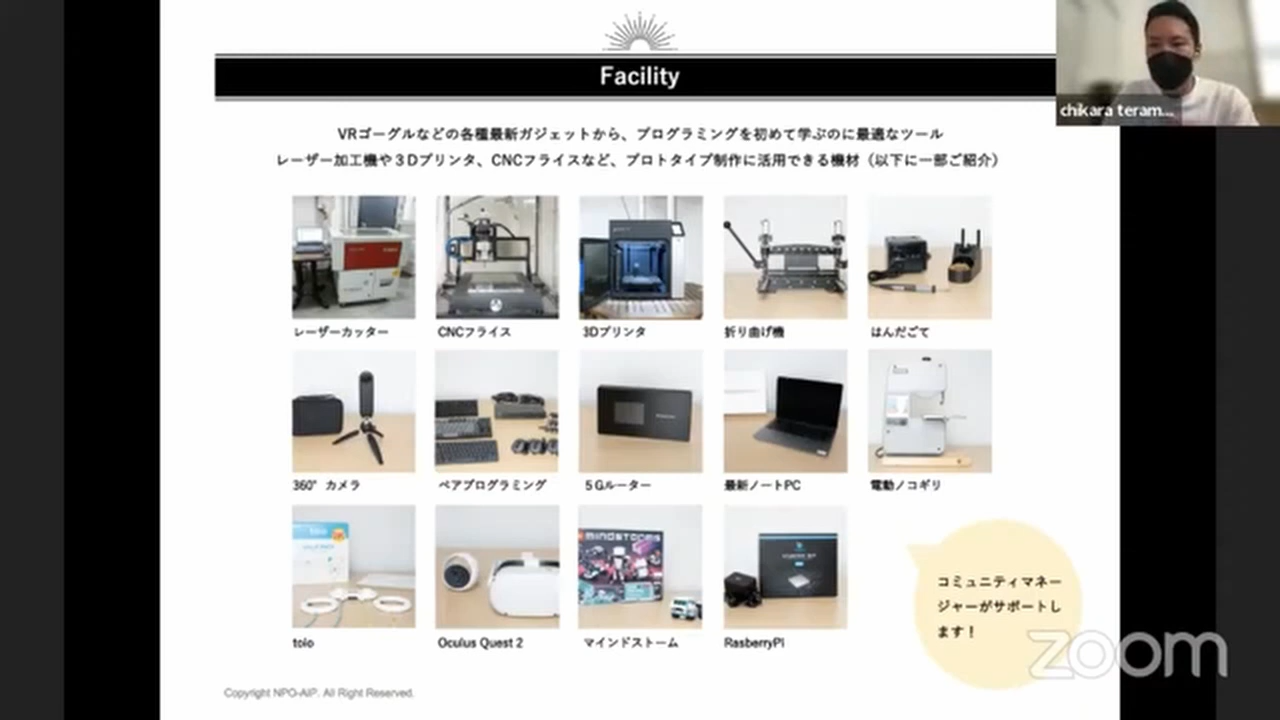 Facility
chikara teram...
VRゴーグルなどの各種最新ガジェットから、プログラミングを初めて学ぶのに最適なツール
レーザー加工機や3Dプリンタ、CNCフライスなど、プロトタイプ制作に活用できる機材（以下に一部ご紹介）
レーザーカッター
CNCフライス
3Dプリンタ
折り曲げ機
はんだごて
360°カメラ
ペアプログラミング
5Gルーター
最新ノートPC
電動ノコギリ
toio
MINDSTORMS
toio
Oculus Quest 2
マインドストーム
RasberryPi
コミュニティマネー
ジャーがサポートし
ます！
zoom
Copyright NPO-AIP. All Right Reserved.